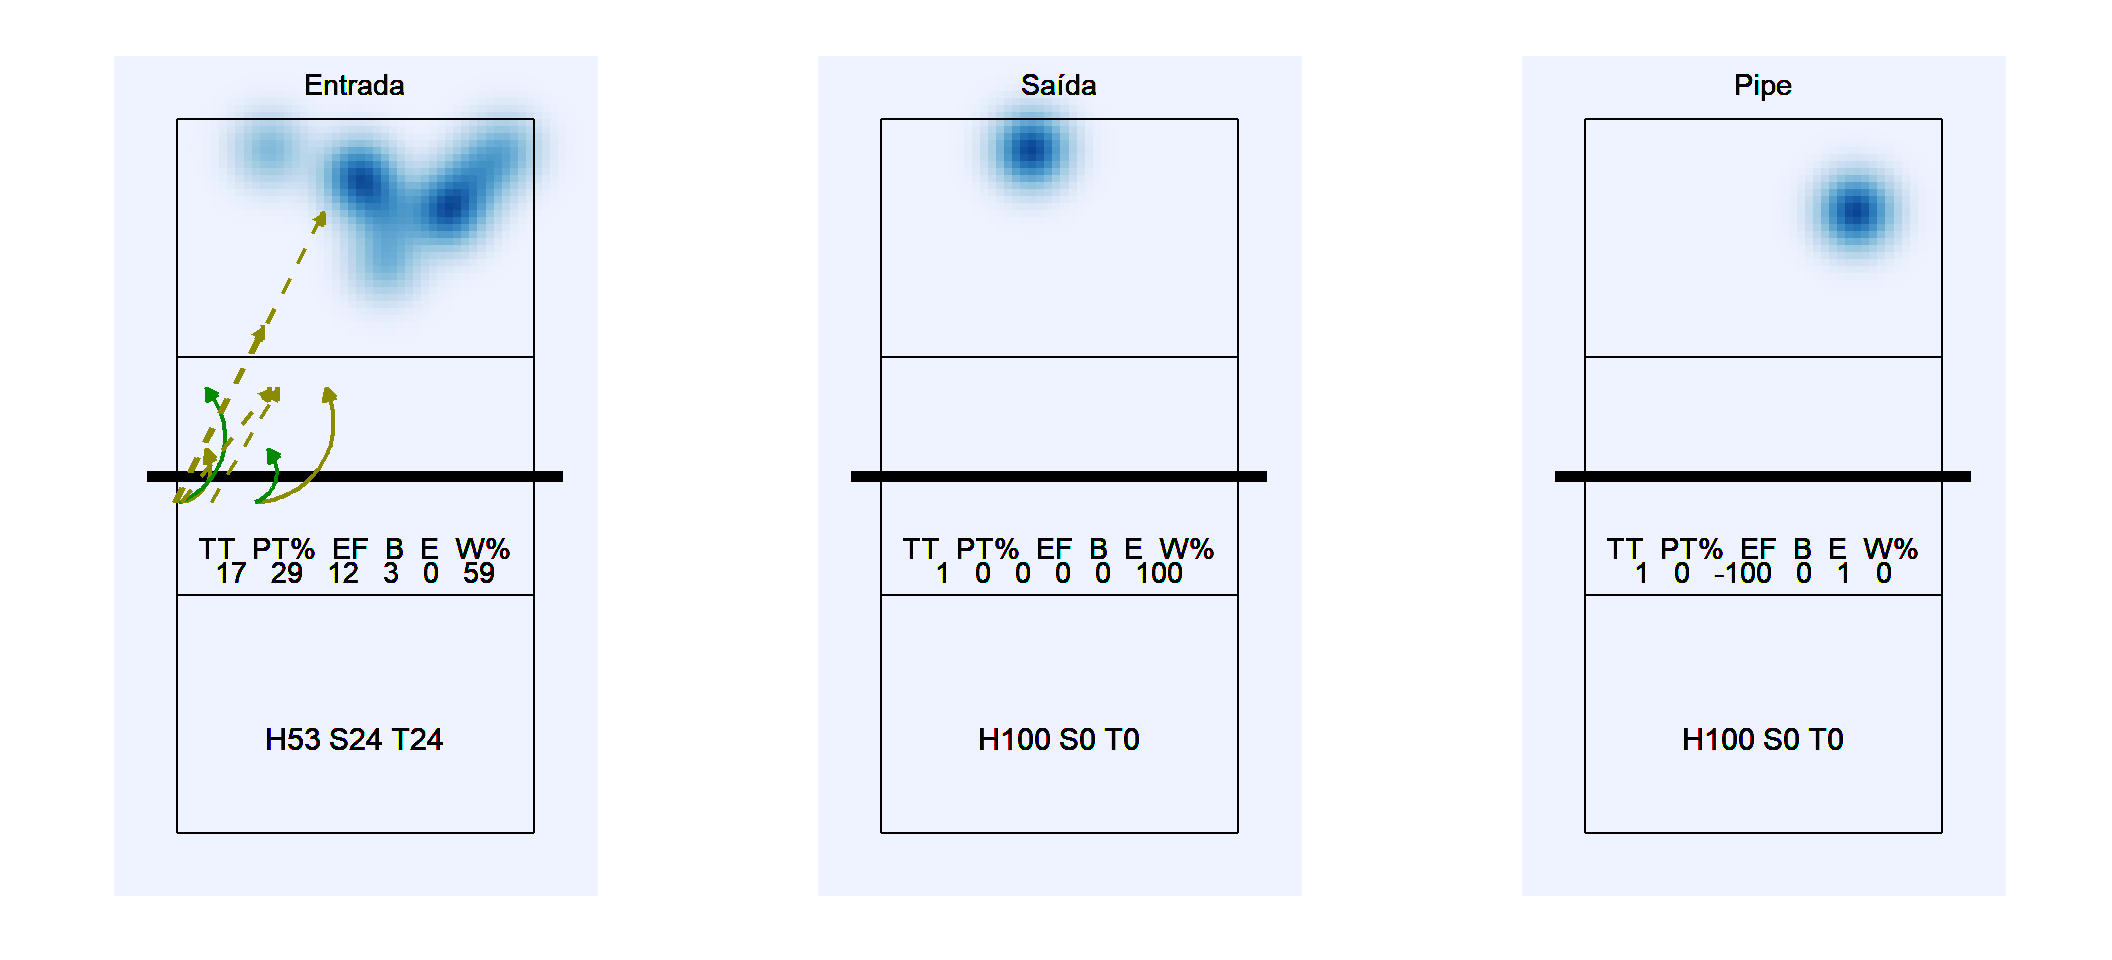 Entrada
TT PT% EF B E W%
17 29 12 3 0 59
H53 S24 T24
Saída
TT PT% EF B E W%
1 0 0 0 0 100
H100 S0 T0
Pipe
TT PT% EF B E W%
1 0 -100 0 1 0
H100 S0 T0